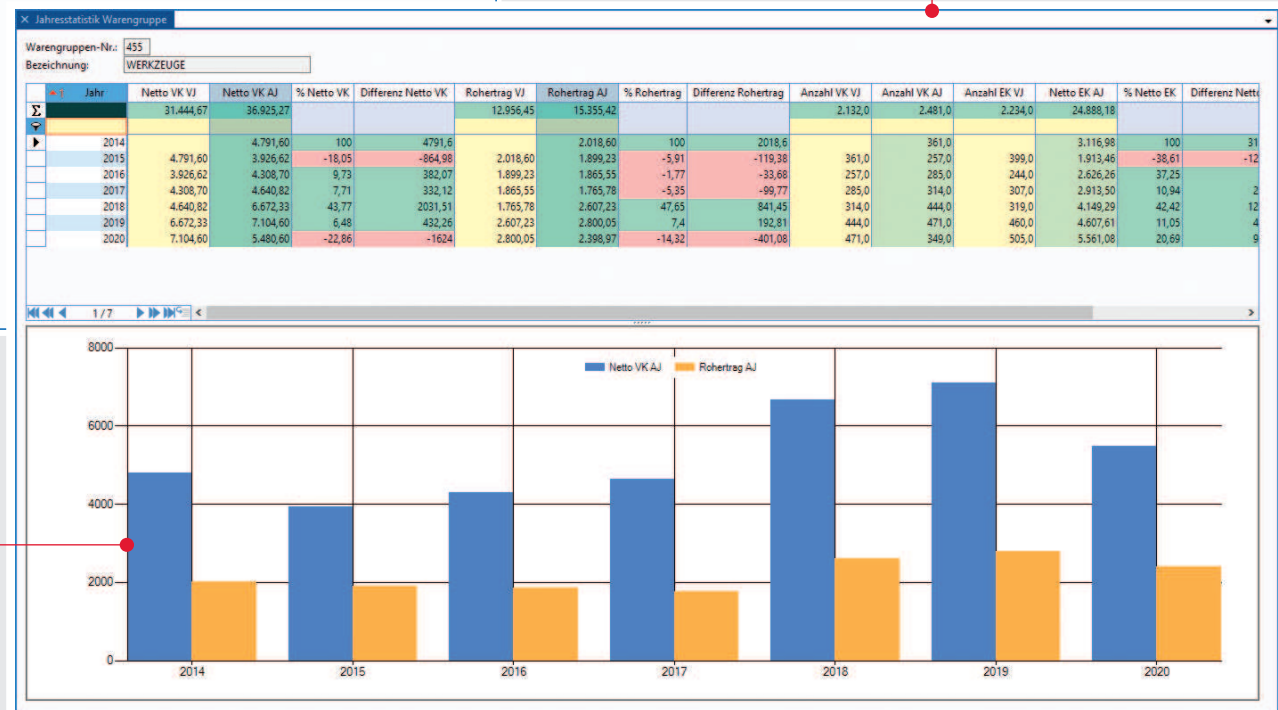 Jahresstatistik Warengruppe
Warengruppen-Nr.: 455
Bezeichnung: WERKZEUGE
Jahr Netto VK VJ Netto VK AJ % Netto VK Differenz Netto VK Rohertrag VJ Rohertrag AJ % Rohertrag Differenz Rohertrag Anzahl VK VJ Anzahl VK AJ Anzahl EK VJ Netto EK AJ % Netto EK Differenz Nett
Σ 31.444,67 36.925,27 12.956,45 15.355,42 2.132,0 2.481,0 2.234,0 24.888,18
2014 4.791,60 100 4791,6 2.018,60 100 2018,6 361,0 3.116,98 100 31
2015 4.791,60 3.926,62 -18,05 -864,98 2.018,60 1.899,23 -5,91 -119,38 361,0 257,0 399,0 1.913,46 -38,61 -12
2016 3.926,62 4.308,70 9,73 382,07 1.899,23 1.865,55 -1,77 -33,68 257,0 285,0 244,0 2.626,26 37,25
2017 4.308,70 4.640,82 7,71 332,12 1.865,55 1.765,78 -5,35 -99,77 285,0 314,0 307,0 2.913,50 10,94 2
2018 4.640,82 6.672,33 43,77 2031,51 1.765,78 2.607,23 47,65 841,45 314,0 444,0 319,0 4.149,29 42,42 12
2019 6.672,33 7.104,60 6,48 432,26 2.607,23 2.800,05 7,4 192,81 444,0 471,0 460,0 4.607,61 11,05 4
2020 7.104,60 5.480,60 -22,86 -1624 2.800,05 2.398,97 -14,32 -401,08 471,0 349,0 505,0 5.561,08 20,69 9
1 / 7
8000
Netto VK AJ Rohertrag AJ
6000
4000
2000
0
2014 2015 2016 2017 2018 2019 2020